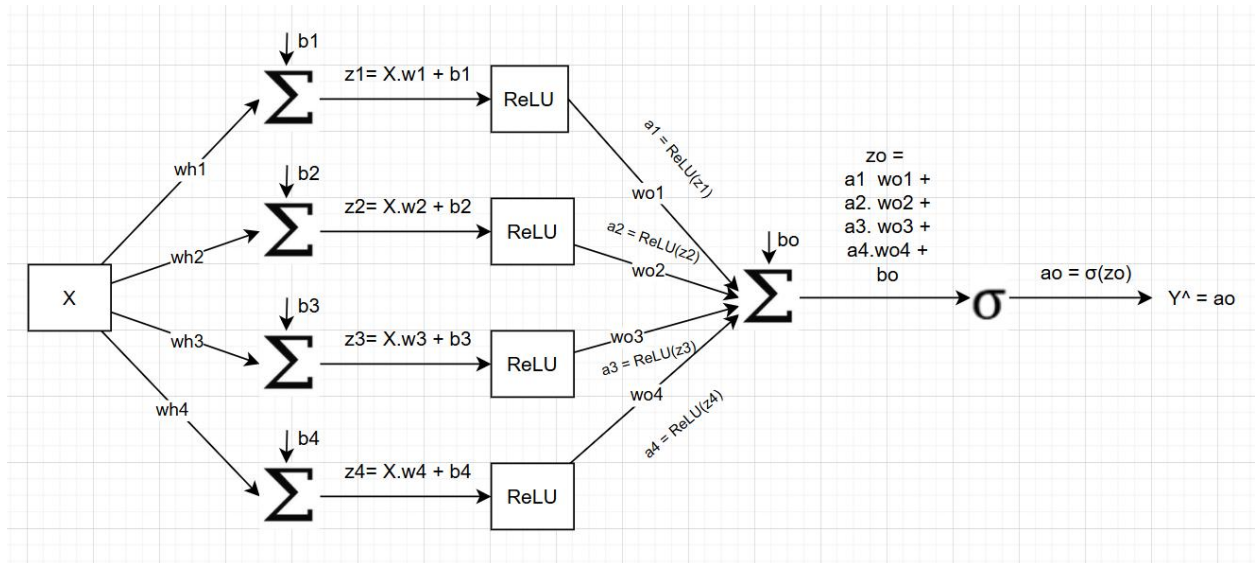 b1
Σ
z1= X.w1 + b1
ReLU
wh1
a1 = ReLU(z1)
wo1
b2
Σ
z2= X.w2 + b2
ReLU
wh2
a2 = ReLU(z2)
wo2
X
b3
Σ
z3= X.w3 + b3
ReLU
wh3
wo3
a3 = ReLU(z3)
b4
Σ
z4= X.w4 + b4
ReLU
wh4
wo4
a4 = ReLU(z4)
bo
Σ
zo =
a1 wo1 +
a2. wo2 +
a3. wo3 +
a4.wo4 +
bo
σ
ao = σ(zo)
Y^ = ao